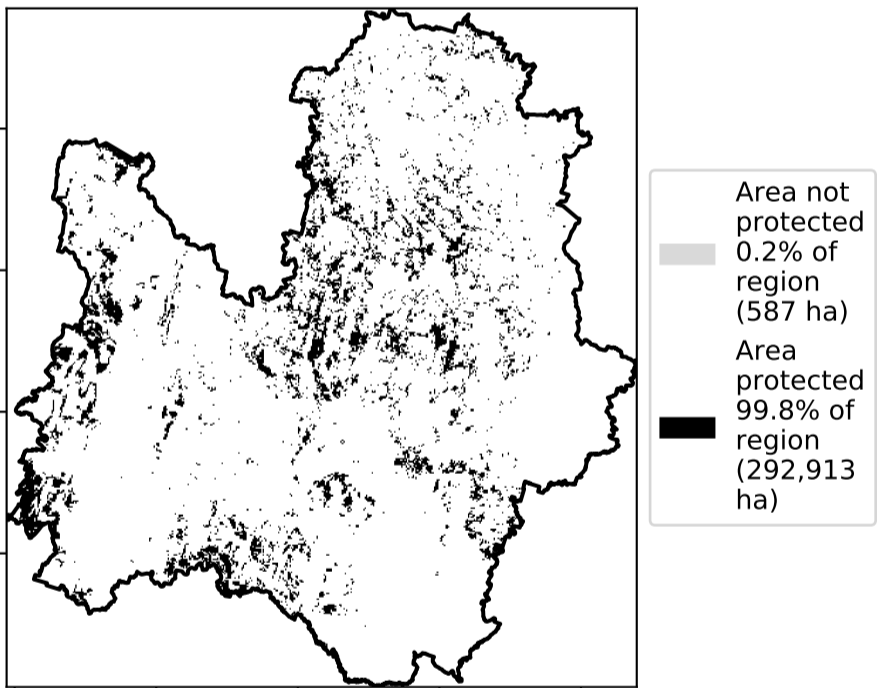 Area not
protected
0.2% of
region
(587 ha)
Area
protected
99.8% of
region
(292,913
ha)